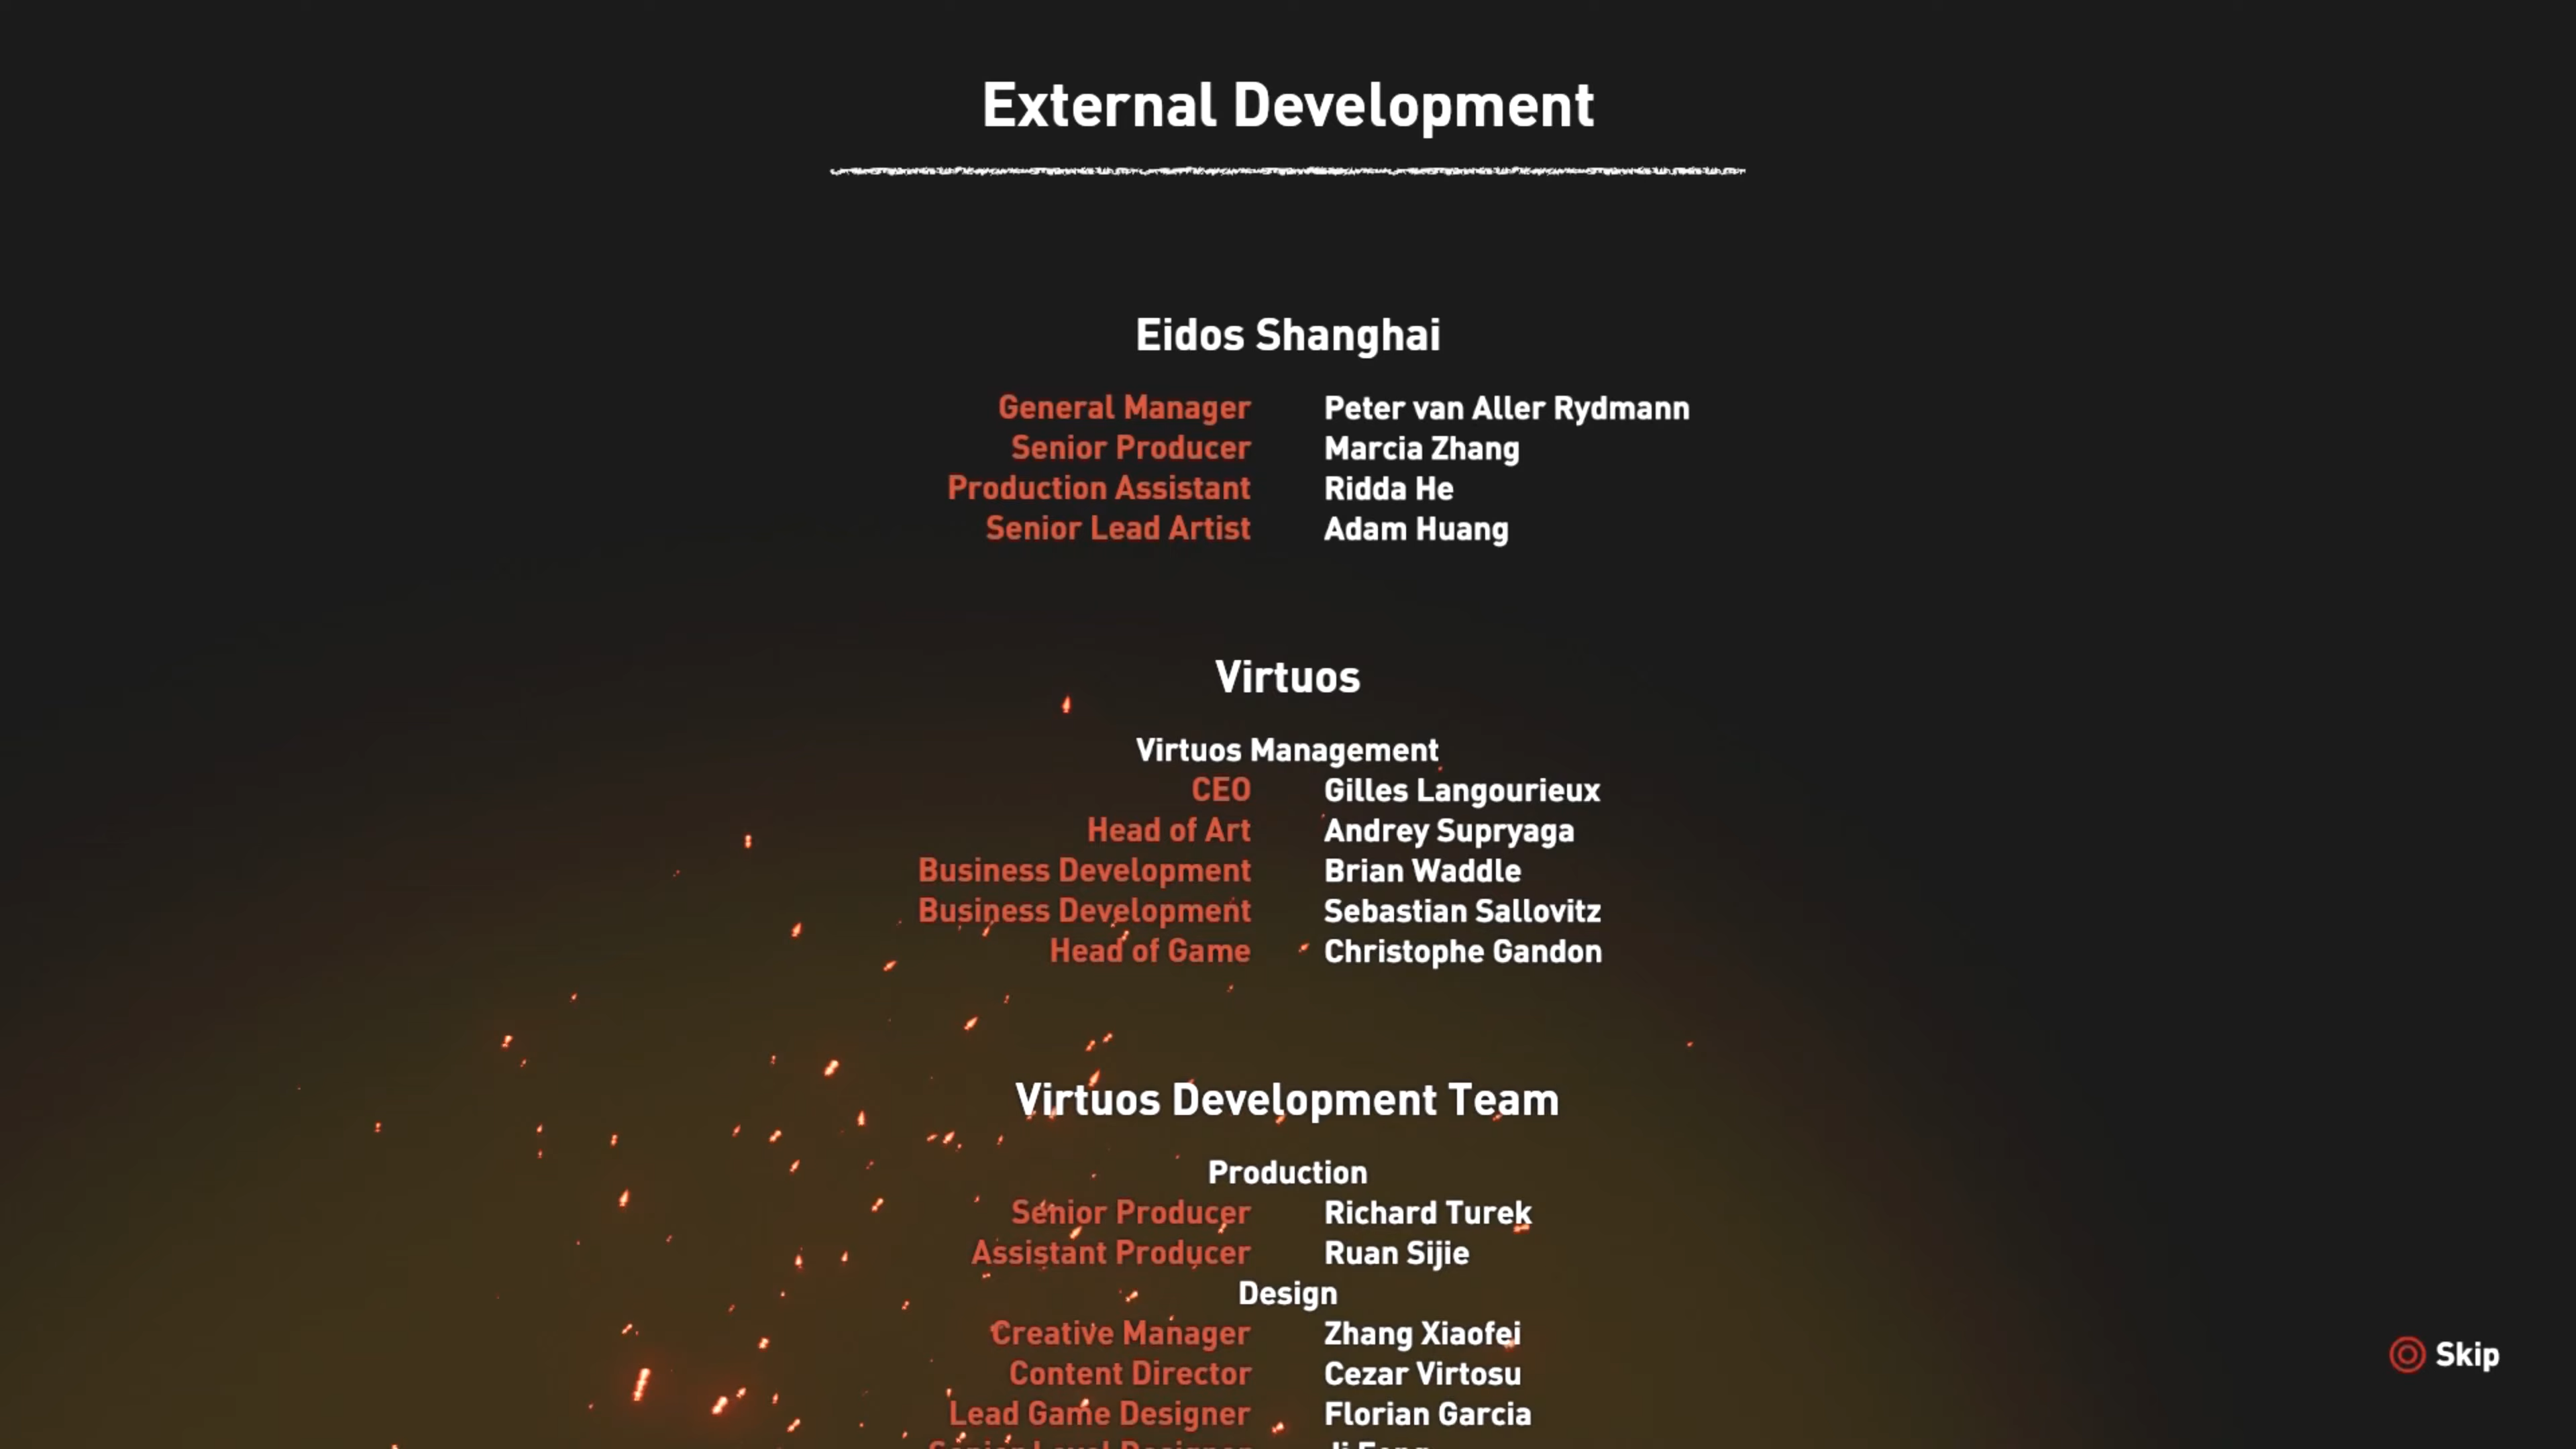 External Development
Eidos Shanghai
General Manager Peter van Aller Rydmann
Senior Producer Marcia Zhang
Production Assistant Ridda He
Senior Lead Artist Adam Huang
Virtuos
Virtuos Management
CEO Gilles Langourieux
Head of Art Andrey Supryaga
Business Development Brian Waddle
Business Development Sebastian Sallovitz
Head of Game Christophe Gandon
Virtuos Development Team
Production
Senior Producer Richard Turek
Assistant Producer Ruan Sijie
Design
Creative Manager Zhang Xiaofei
Content Director Cezar Virtosu
Skip
Lead Game Designer Florian Garcia
Senior Level Designer